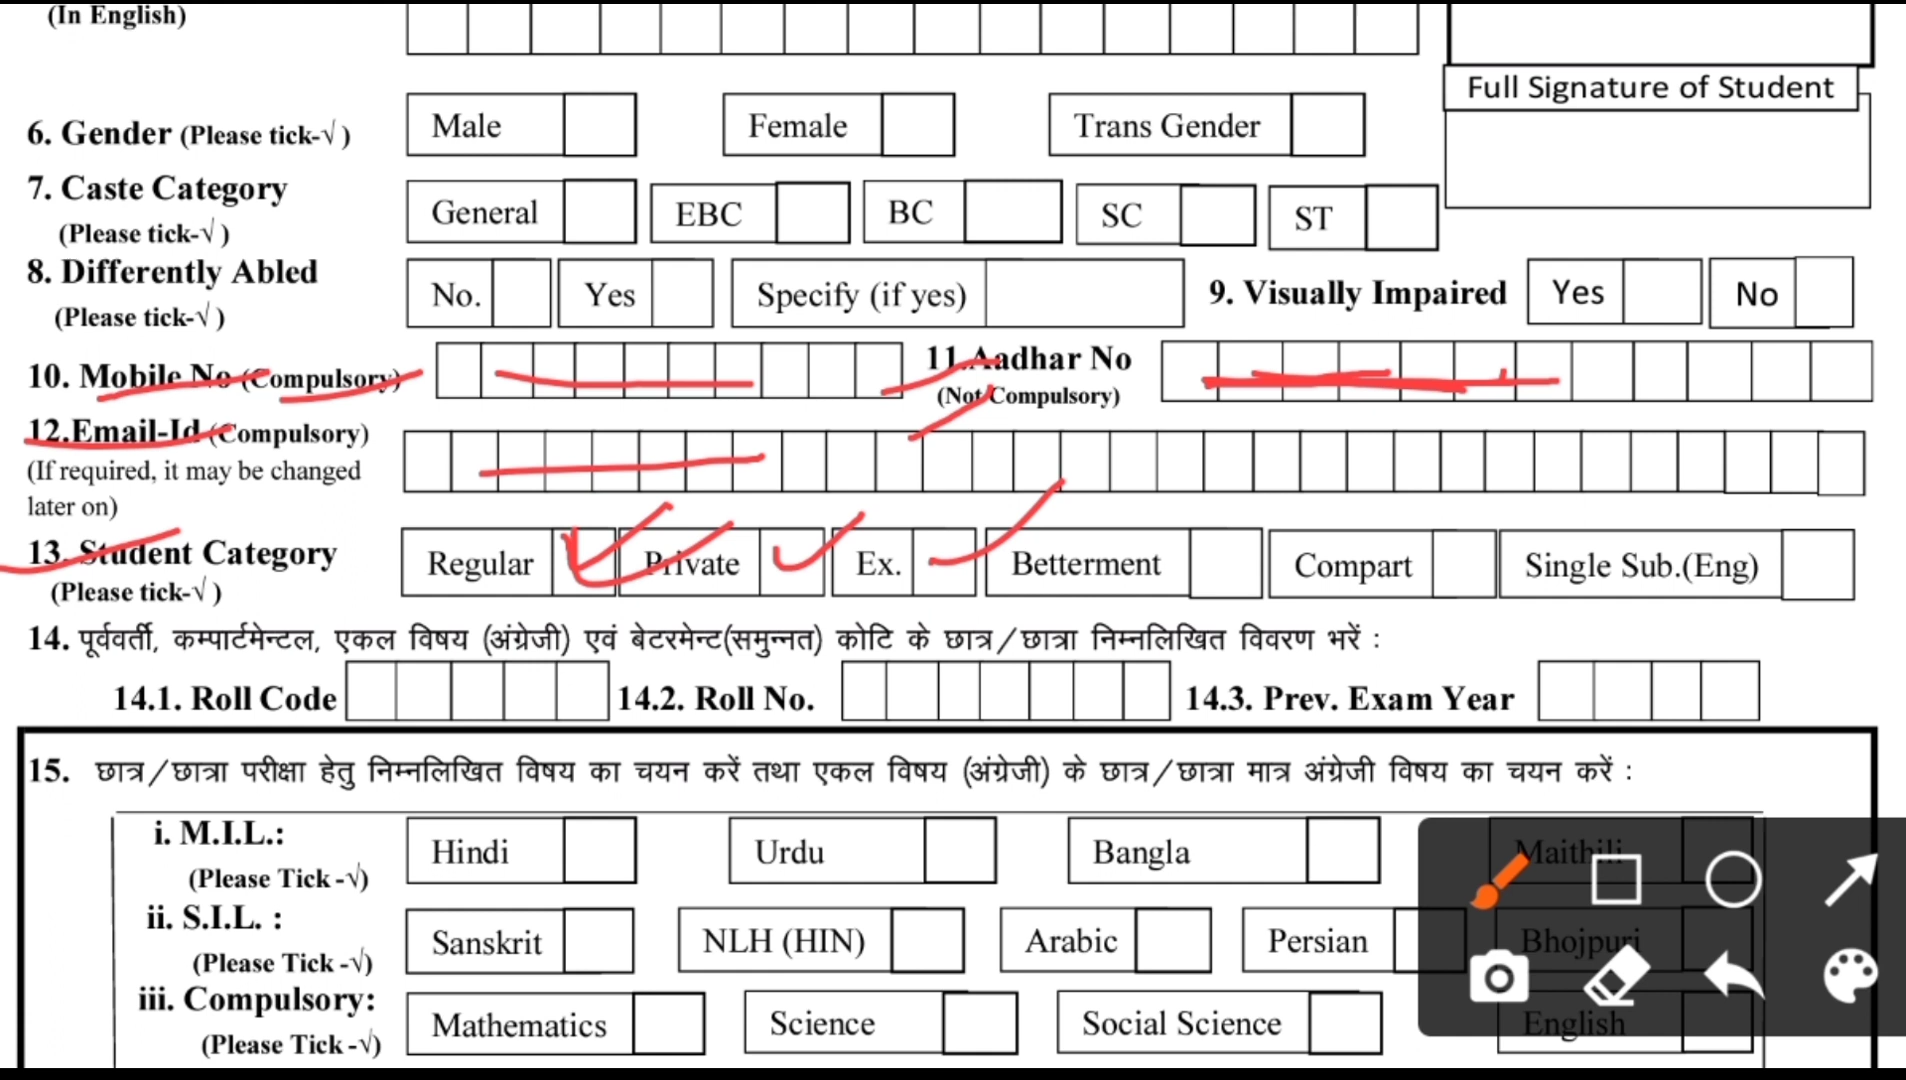 (In English)
Full Signature of Student
6. Gender (Please tick-√ ) Male Female Trans Gender
7. Caste Category General EBC BC SC ST
(Please tick-√ )
8. Differently Abled No. Yes Specify (if yes) 9. Visually Impaired Yes No
(Please tick-√ )
10. Mobile No (Compulsory) 11.Aadhar No
(Not Compulsory)
12.Email-Id (Compulsory)
(If required, it may be changed
later on)
13. Student Category Regular Private Ex. Betterment Compart Single Sub.(Eng)
(Please tick-√ )
14. पूर्ववर्ती, कम्पार्टमेन्टल, एकल विषय (अंग्रेजी) एवं बेटरमेन्ट(समुन्नत) कोटि के छात्र/छात्रा निम्नलिखित विवरण भरें :
14.1. Roll Code 14.2. Roll No. 14.3. Prev. Exam Year
15. छात्र/छात्रा परीक्षा हेतु निम्नलिखित विषय का चयन करें तथा एकल विषय (अंग्रेजी) के छात्र/छात्रा मात्र अंग्रेजी विषय का चयन करें :
i. M.I.L.: Hindi Urdu Bangla Maithili
(Please Tick -√)
ii. S.I.L. : Sanskrit NLH (HIN) Arabic Persian Bhojpuri
(Please Tick -√)
iii. Compulsory: Mathematics Science Social Science English
(Please Tick -√)